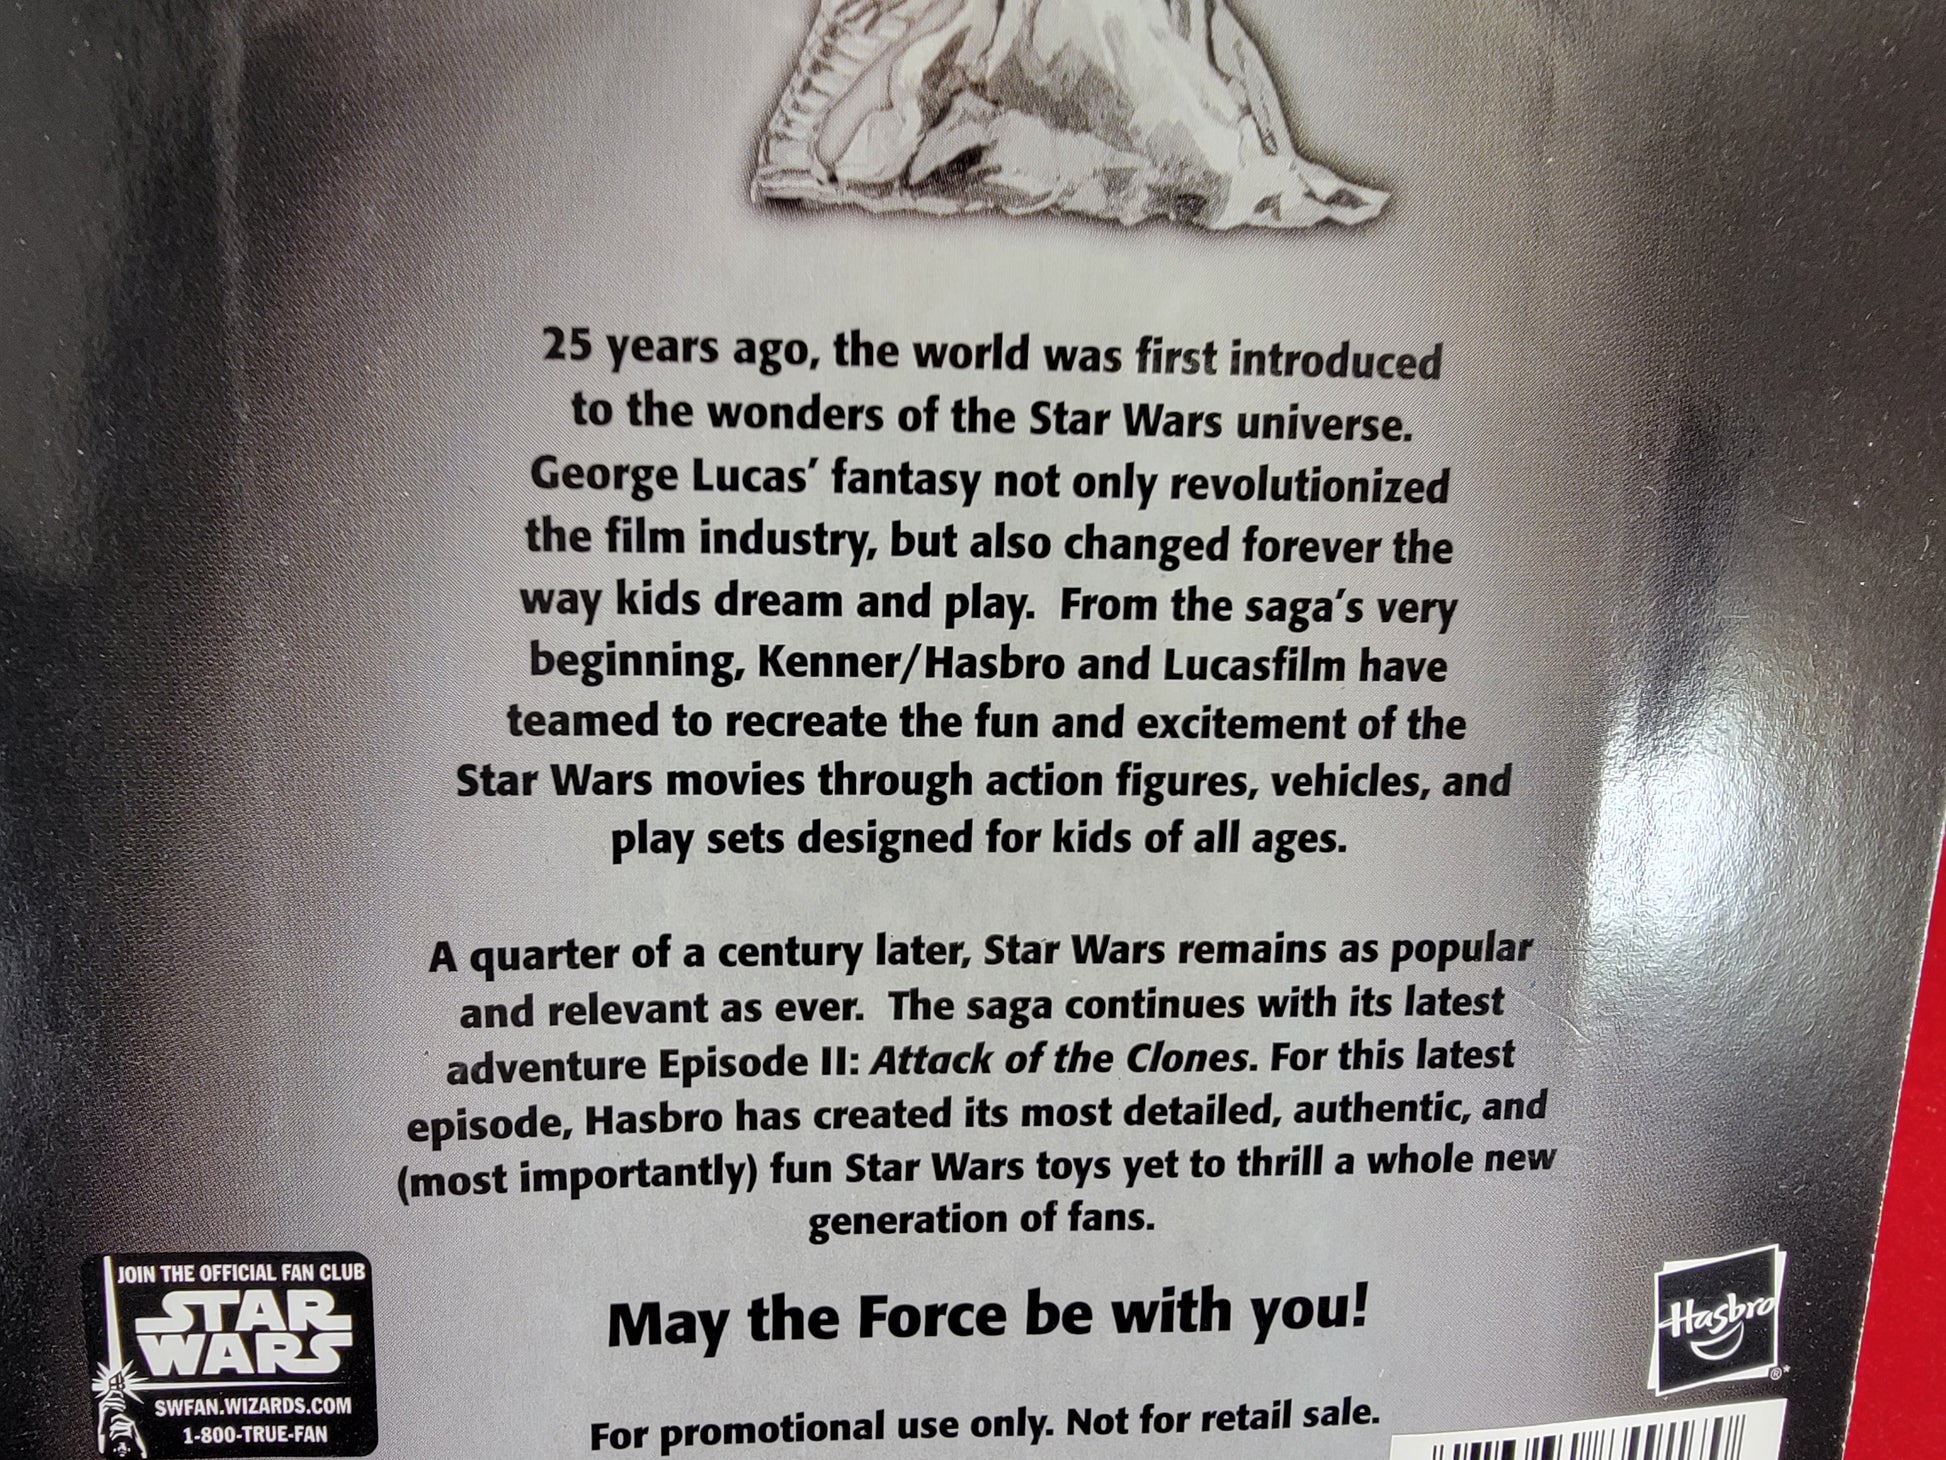 25 years ago, the world was first introduced
to the wonders of the Star Wars universe.
George Lucas’ fantasy not only revolutionized
the film industry, but also changed forever the
way kids dream and play.  From the saga’s very
beginning, Kenner/Hasbro and Lucasfilm have
teamed to recreate the fun and excitement of the
Star Wars movies through action figures, vehicles, and
play sets designed for kids of all ages.
A quarter of a century later, Star Wars remains as popular
and relevant as ever.  The saga continues with its latest
adventure Episode II: Attack of the Clones. For this latest
episode, Hasbro has created its most detailed, authentic, and
(most importantly) fun Star Wars toys yet to thrill a whole new
generation of fans.
May the Force be with you!
For promotional use only. Not for retail sale.
JOIN THE OFFICIAL FAN CLUB
STAR
WARS
SWFAN.WIZARDS.COM
1-800-TRUE-FAN
Hasbro
®*